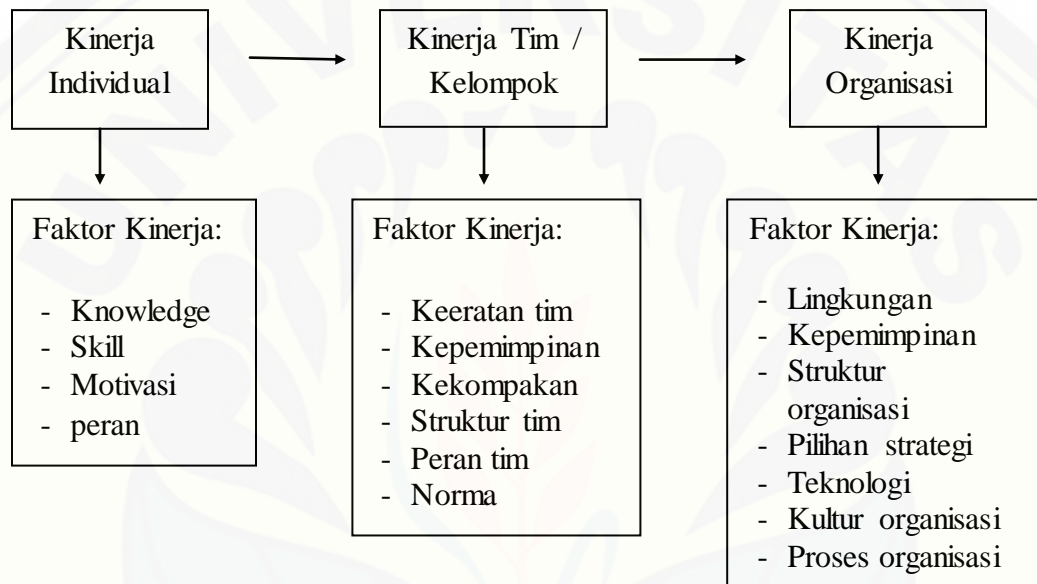 Kinerja
Individual
Kinerja Tim /
Kelompok
Kinerja
Organisasi
Faktor Kinerja:
- Knowledge
- Skill
- Motivasi
- peran
Faktor Kinerja:
- Keeratan tim
- Kepemimpinan
- Kekompakan
- Struktur tim
- Peran tim
- Norma
Faktor Kinerja:
- Lingkungan
- Kepemimpinan
- Struktur
organisasi
- Pilihan strategi
- Teknologi
- Kultur organisasi
- Proses organisasi
UNIVERSITAS